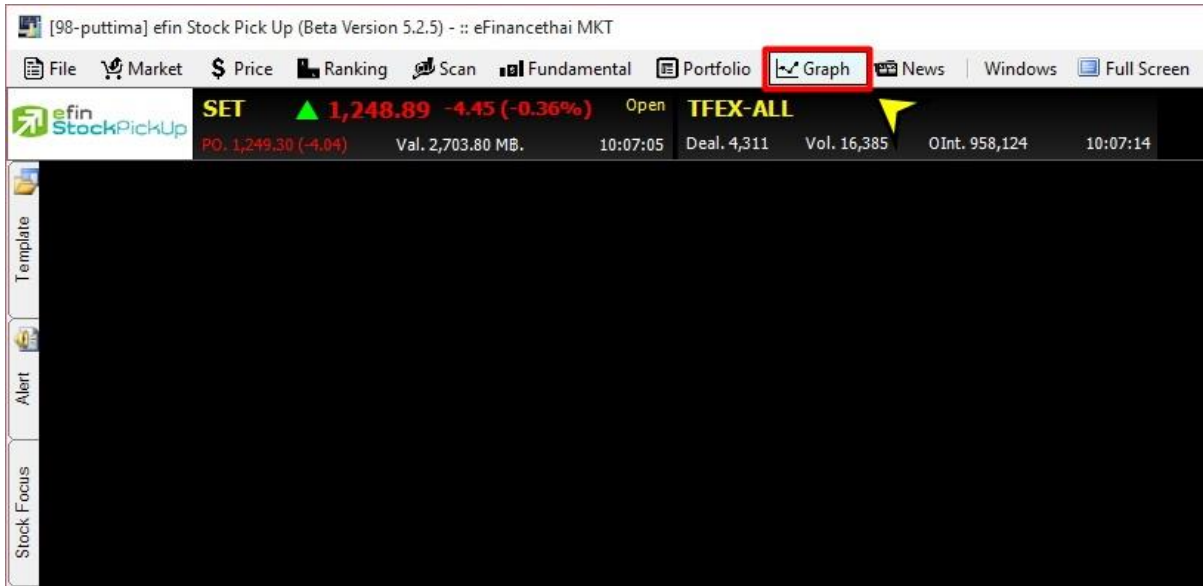 [98-puttima] efin Stock Pick Up (Beta Version 5.2.5) - :: eFinancethai MKT
File Market Price Ranking Scan Fundamental Portfolio Graph News Windows Full Screen
efin
StockPickUp
SET 1,248.89 -4.45 (-0.36%) Open TFEX-ALL
PO. 1,249.30 (-4.04) Val. 2,703.80 M฿. 10:07:05 Deal. 4,311 Vol. 16,385 OInt. 958,124 10:07:14
Template
Alert
Stock Focus